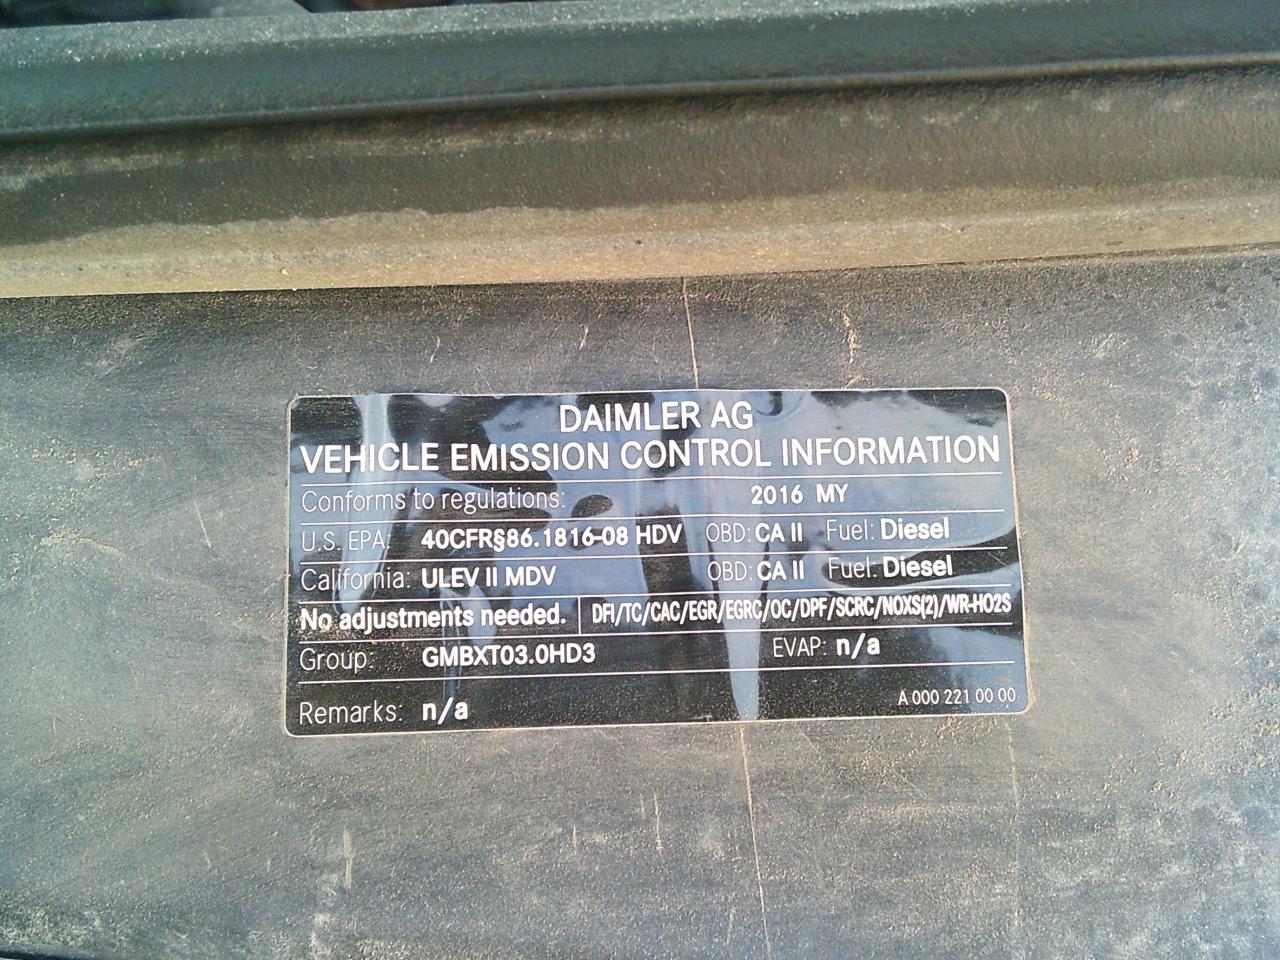 DAIMLER AG
VEHICLE EMISSION CONTROL INFORMATION
Conforms to regulations: 2016 MY
U.S. EPA: 40CFR§86.1816-08 HDV OBD: CA II Fuel: Diesel
California: ULEV II MDV OBD: CA II Fuel: Diesel
No adjustments needed. DFI/TC/CAC/EGR/EGRC/OC/DPF/SCRC/NOXS(2)/WR-HO2S
Group: GMBXT03.0HD3 EVAP: n/a
Remarks: n/a A 000 221 00 00